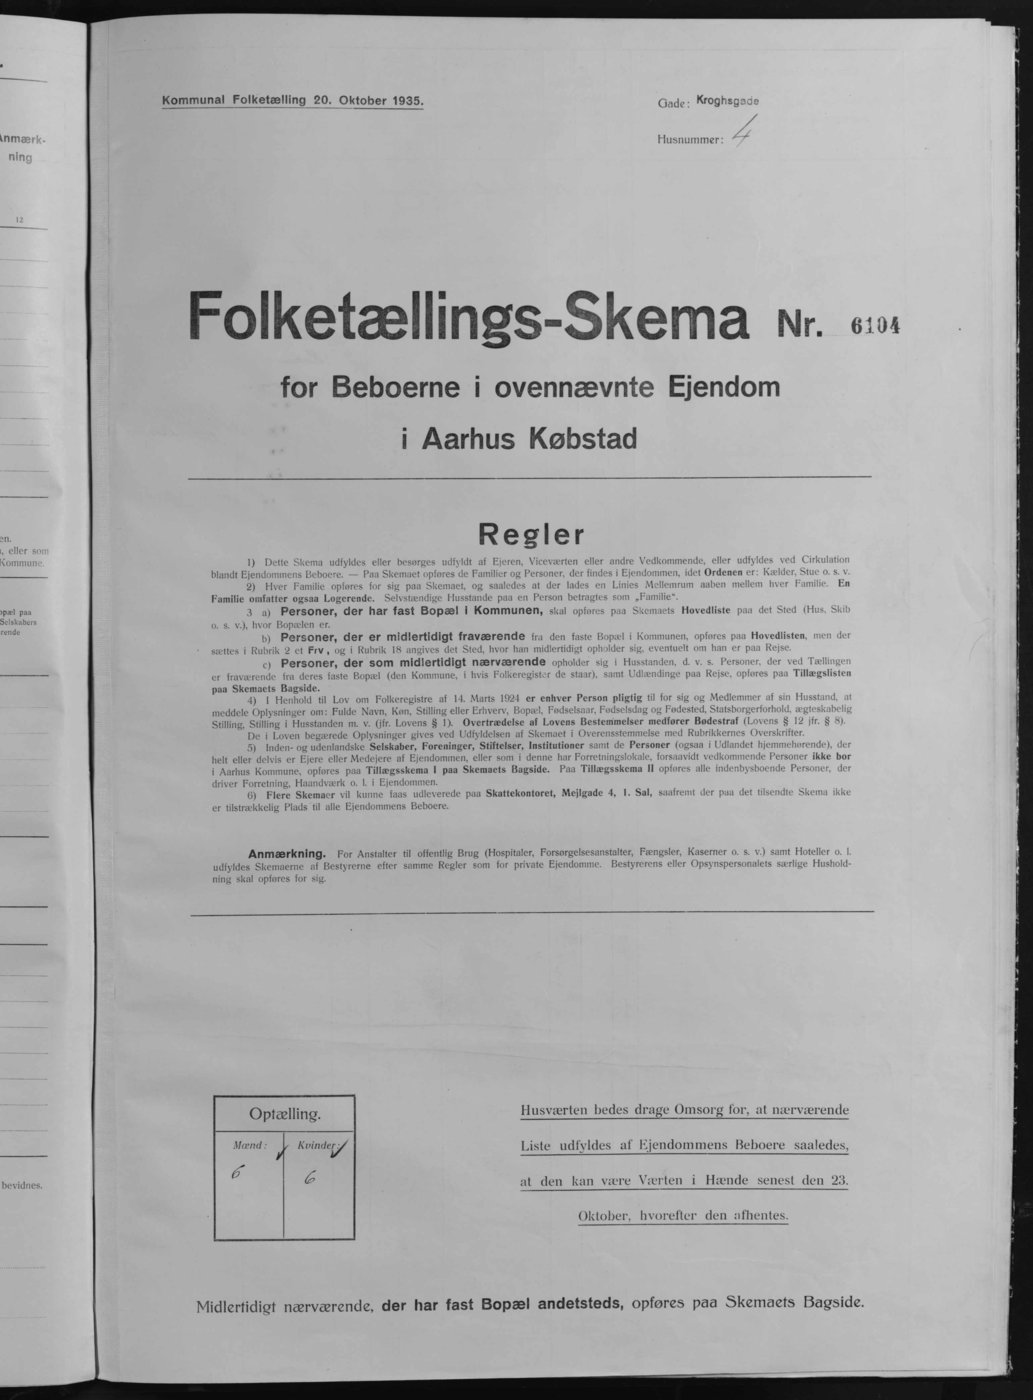 Anmærk-
ning
12
en.
, eller som
Kommune.
opæl paa
Selskabers
rende
bevidnes.
Kommunal Folketælling 20. Oktober 1935.
Gade: Kroghsgade
Husnummer: 4
Folketællings-Skema Nr. 6104
for Beboerne i ovennævnte Ejendom
i Aarhus Købstad
Regler
1) Dette Skema udfyldes eller besørges udfyldt af Ejeren, Viceværten eller andre Vedkommende, eller udfyldes ved Cirkulation
blandt Ejendommens Beboere. — Paa Skemaet opføres de Familier og Personer, der findes i Ejendommen, idet Ordenen er: Kælder, Stue o. s. v.
2) Hver Familie opføres for sig paa Skemaet, og saaledes at der lades en Linies Mellemrum aaben mellem hver Familie. En
Familie omfatter ogsaa Logerende. Selvstændige Husstande paa en Person betragtes som „Familie“.
3 a) Personer, der har fast Bopæl i Kommunen, skal opføres paa Skemaets Hovedliste paa det Sted (Hus, Skib
o. s. v.), hvor Bopælen er.
b) Personer, der er midlertidigt fraværende fra den faste Bopæl i Kommunen, opføres paa Hovedlisten, men der
sættes i Rubrik 2 et Frv, og i Rubrik 18 angives det Sted, hvor han midlertidigt opholder sig, eventuelt om han er paa Rejse.
c) Personer, der som midlertidigt nærværende opholder sig i Husstanden, d. v. s. Personer, der ved Tællingen
er fraværende fra deres faste Bopæl (den Kommune, i hvis Folkeregister de staar), samt Udlændinge paa Rejse, opføres paa Tillægslisten
paa Skemaets Bagside.
4) I Henhold til Lov om Folkeregistre af 14. Marts 1924 er enhver Person pligtig til for sig og Medlemmer af sin Husstand, at
meddele Oplysninger om: Fulde Navn, Køn, Stilling eller Erhverv, Bopæl, Fødselsaar, Fødselsdag og Fødested, Statsborgerforhold, ægteskabelig
Stilling, Stilling i Husstanden m. v. (jfr. Lovens § 1). Overtrædelse af Lovens Bestemmelser medfører Bødestraf (Lovens § 12 jfr. § 8).
De i Loven begærede Oplysninger gives ved Udfyldelsen af Skemaet i Overensstemmelse med Rubrikkernes Overskrifter.
5) Inden- og udenlandske Selskaber, Foreninger, Stiftelser, Institutioner samt de Personer (ogsaa i Udlandet hjemmehørende), der
helt eller delvis er Ejere eller Medejere af Ejendommen, eller som i denne har Forretningslokale, forsaavidt vedkommende Personer ikke bor
i Aarhus Kommune, opføres paa Tillægsskema I paa Skemaets Bagside. Paa Tillægsskema II opføres alle indenbysboende Personer, der
driver Forretning, Haandværk o. l. i Ejendommen.
6) Flere Skemaer vil kunne faas udleverede paa Skattekontoret, Mejlgade 4, 1. Sal, saafremt der paa det tilsendte Skema ikke
er tilstrækkelig Plads til alle Ejendommens Beboere.
Anmærkning. For Anstalter til offentlig Brug (Hospitaler, Forsørgelsesanstalter, Fængsler, Kaserner o. s. v.) samt Hoteller o. l.
udfyldes Skemaerne af Bestyrerne efter samme Regler som for private Ejendomme. Bestyrerens eller Opsynspersonalets særlige Hushold-
ning skal opføres for sig.
Optælling.
Mænd: Kvinder:
6 6
Husværten bedes drage Omsorg for, at nærværende
Liste udfyldes af Ejendommens Beboere saaledes,
at den kan være Værten i Hænde senest den 23.
Oktober, hvorefter den afhentes.
Midlertidigt nærværende, der har fast Bopæl andetsteds, opføres paa Skemaets Bagside.